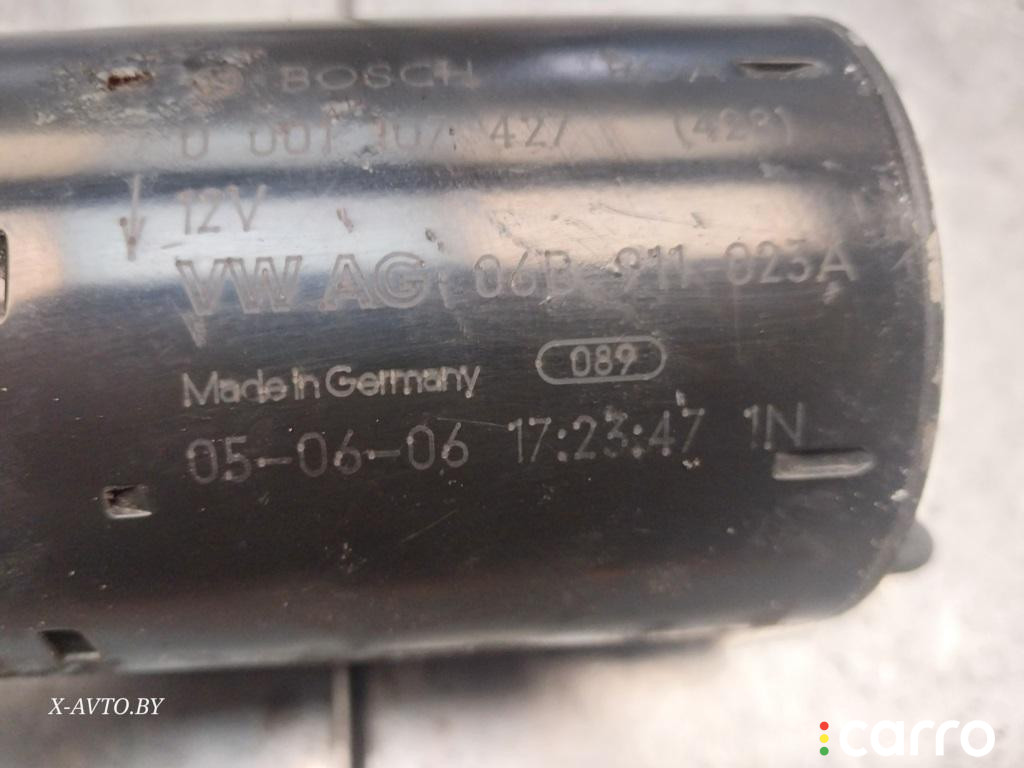 BOSCH
0 001 107 427 (428)
12V
VW AG 06B 911 023A
089
Made in Germany
05-06-06 17:23:47 1N
X-AVTO.BY
carro